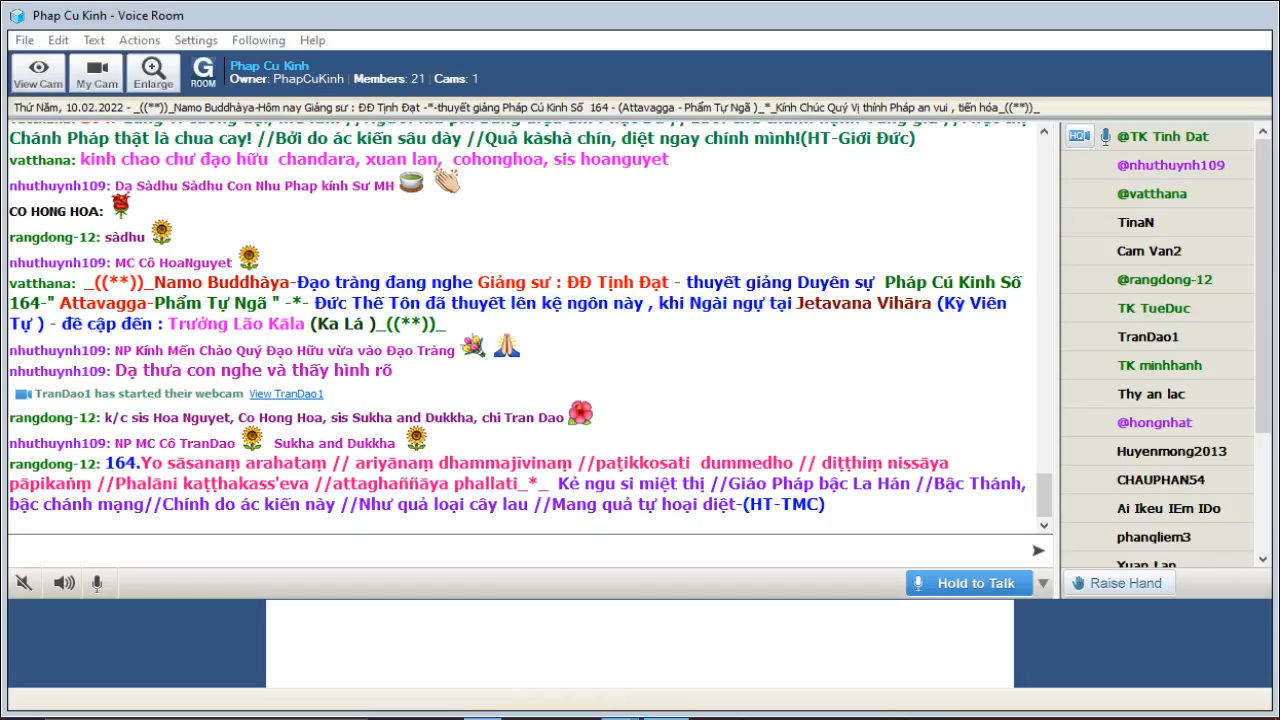 Phap Cu Kinh - Voice Room
File Edit Text Actions Settings Following Help
View Cam My Cam Enlarge G ROOM
Phap Cu Kinh
Owner: PhapCuKinh | Members: 21 | Cams: 1
Thứ Năm, 10.02.2022 - _((**))_Namo Buddhàya-Hôm nay Giảng sư : ĐĐ Tịnh Đạt -*-thuyết giảng Pháp Cú Kinh Số 164 - (Attavagga - Phẩm Tự Ngã )_*_Kính Chúc Quý Vị thính Pháp an vui , tiến hóa_((**))_
Chánh Pháp thật là chua cay! //Bởi do ác kiến sâu dày //Quả kàshà chín, diệt ngay chính mình!(HT-Giới Đức)
vatthana: kinh chao chư đạo hữu chandara, xuan lan, cohonghoa, sis hoanguyet
nhuthuynh109: Dạ Sàdhu Sàdhu Con Nhu Phap kính Sư MH
CO HONG HOA:
rangdong-12: sàdhu
nhuthuynh109: MC Cô HoaNguyet
vatthana: _((**))_Namo Buddhàya-Đạo tràng đang nghe Giảng sư : ĐĐ Tịnh Đạt - thuyết giảng Duyên sự Pháp Cú Kinh Số
164-" Attavagga-Phẩm Tự Ngã " -*- Đức Thế Tôn đã thuyết lên kệ ngôn này , khi Ngài ngự tại Jetavana Vihāra (Kỳ Viên
Tự ) - đề cập đến : Trưởng Lão Kāla (Ka Lá )_((**))_
nhuthuynh109: NP Kính Mến Chào Quý Đạo Hữu vừa vào Đạo Tràng
nhuthuynh109: Dạ thưa con nghe và thấy hình rõ
TranDao1 has started their webcam View TranDao1
rangdong-12: k/c sis Hoa Nguyet, Co Hong Hoa, sis Sukha and Dukkha, chi Tran Dao
nhuthuynh109: NP MC Cô TranDao Sukha and Dukkha
rangdong-12: 164.Yo sāsanaṃ arahataṃ // ariyānaṃ dhammajīvinaṃ //paṭikkosati dummedho // diṭṭhiṃ nissāya
pāpikaṅṃ //Phalāni kaṭṭhakass'eva //attaghaññāya phallati_*_ Kẻ ngu si miệt thị //Giáo Pháp bậc La Hán //Bậc Thánh,
bậc chánh mạng//Chính do ác kiến này //Như quả loại cây lau //Mang quả tự hoại diệt-(HT-TMC)
HD
@TK Tinh Dat
@nhuthuynh109
@vatthana
TinaN
Cam Van2
@rangdong-12
TK TueDuc
TranDao1
TK minhhanh
Thy an lac
@hongnhat
Huyenmong2013
CHAUPHAN54
Ai Ikeu IEm IDo
phanqliem3
Xuan Lan
Hold to Talk
Raise Hand